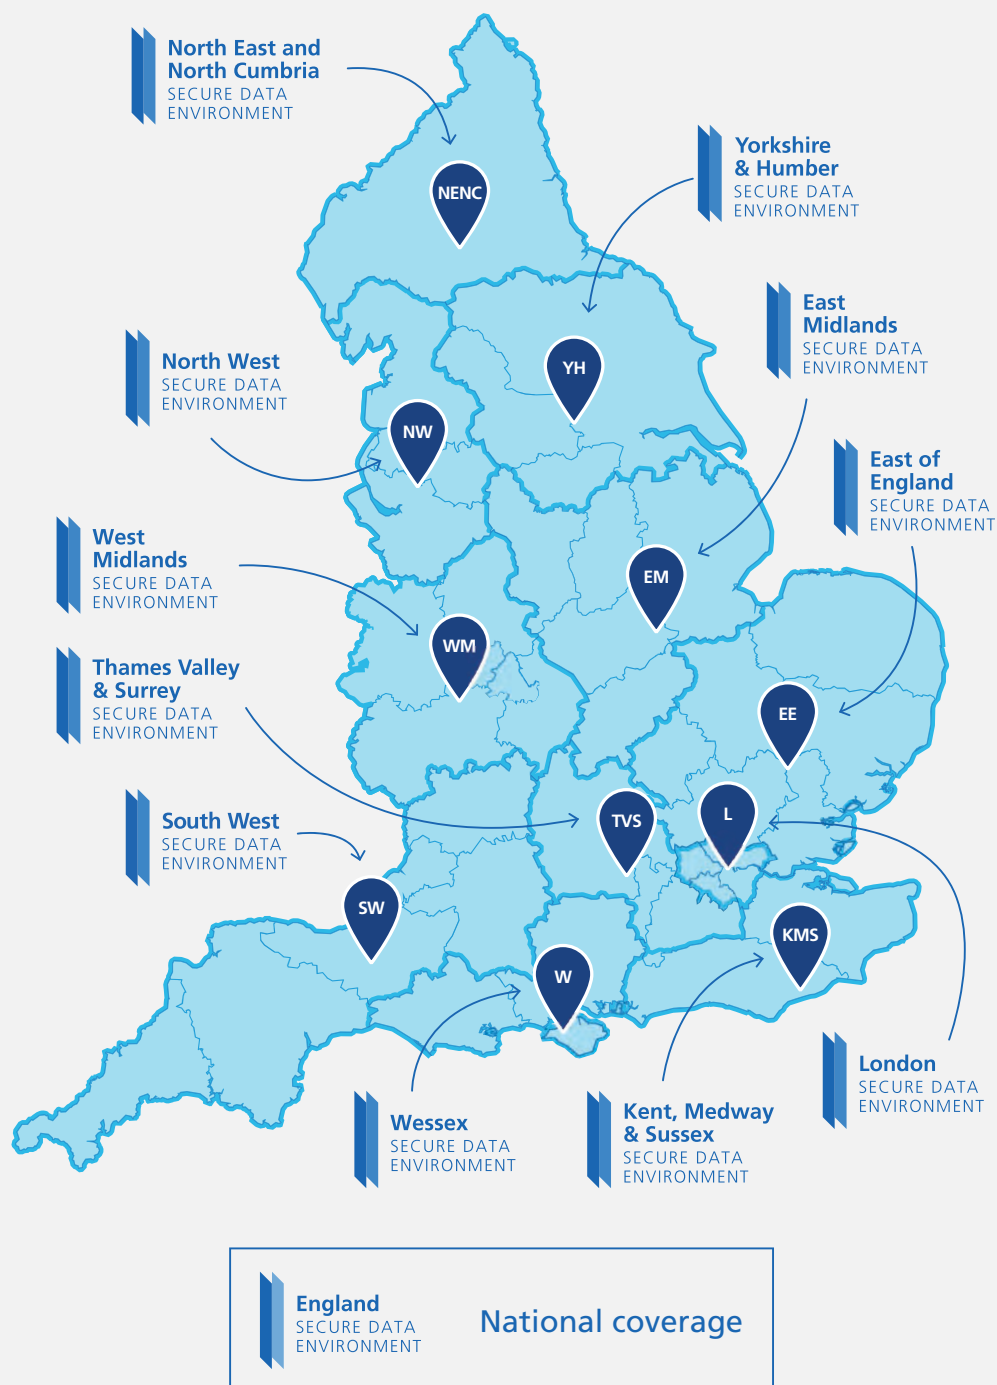 North East and
North Cumbria
SECURE DATA
ENVIRONMENT
Yorkshire
& Humber
SECURE DATA
ENVIRONMENT
NENC
East
Midlands
SECURE DATA
ENVIRONMENT
North West
SECURE DATA
ENVIRONMENT
YH
NW
East of
England
SECURE DATA
ENVIRONMENT
West
Midlands
SECURE DATA
ENVIRONMENT
EM
WM
Thames Valley
& Surrey
SECURE DATA
ENVIRONMENT
EE
South West
SECURE DATA
ENVIRONMENT
TVS
L
SW
KMS
W
London
SECURE DATA
ENVIRONMENT
Wessex
SECURE DATA
ENVIRONMENT
Kent, Medway
& Sussex
SECURE DATA
ENVIRONMENT
England
SECURE DATA
ENVIRONMENT
National coverage